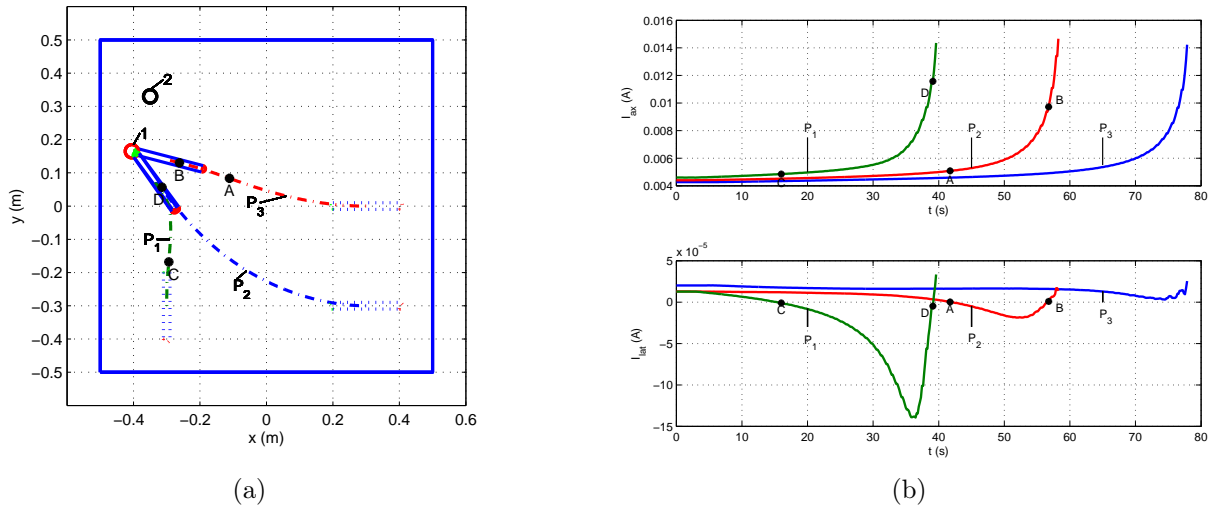 0.5
0.4
0.3
0.2
0.1
0
−0.1
−0.2
−0.3
−0.4
−0.5
y (m)
−0.4 −0.2 0 0.2 0.4 0.6
x (m)
2
1
B
A
D
P3
P1
C
P2
(a)
0.016
0.014
0.012
0.01
0.008
0.006
0.004
I_ax (A)
D
B
P1
P2
P3
C
A
0 10 20 30 40 50 60 70 80
t (s)
x 10 −5
5
0
−5
−10
−15
I_lat (A)
C
D
A
B
P1
P2
P3
0 10 20 30 40 50 60 70 80
t (s)
(b)